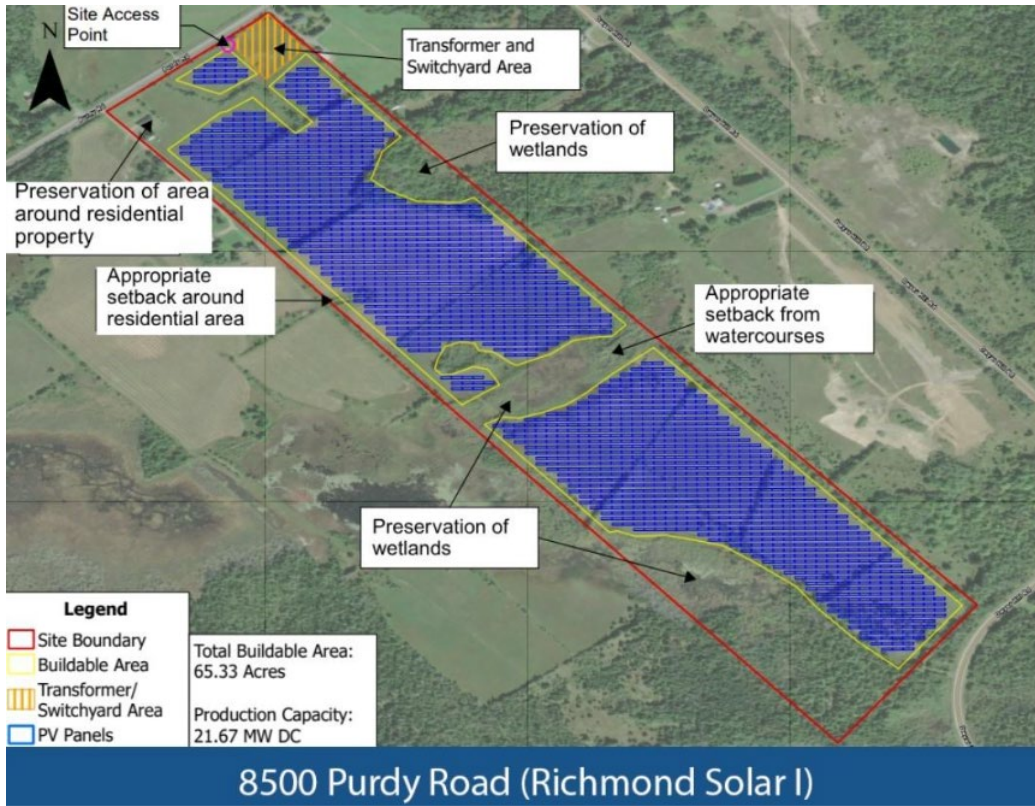 Site Access
Point
N
Transformer and
Switchyard Area
Preservation of
wetlands
Preservation of area
around residential
property
Appropriate
setback around
residential area
Appropriate
setback from
watercourses
Preservation of
wetlands
Legend
Site Boundary
Buildable Area
Transformer/
Switchyard Area
PV Panels
Total Buildable Area:
65.33 Acres
Production Capacity:
21.67 MW DC
8500 Purdy Road (Richmond Solar I)